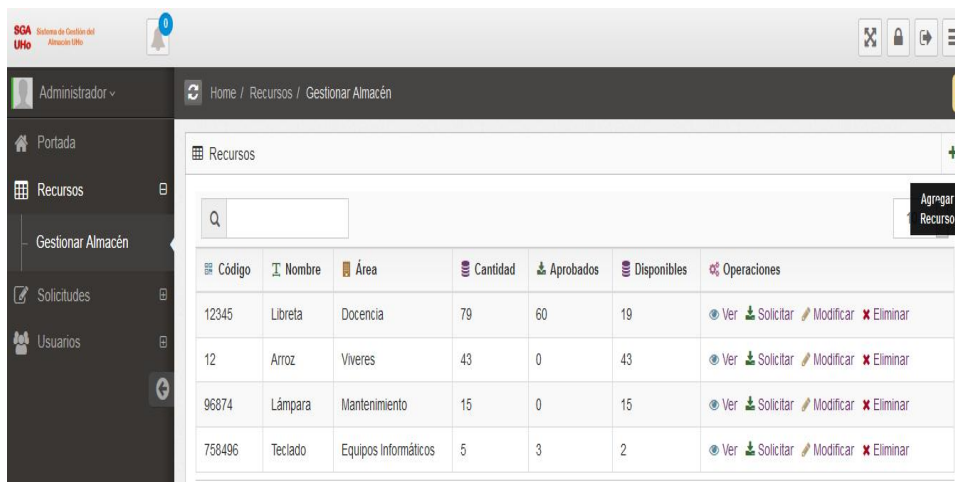 SGA Sistema de Gestión del
UHo Almacén UHo
0
Administrador
Home / Recursos / Gestionar Almacén
Portada
Recursos
Gestionar Almacén
Solicitudes
Usuarios
Recursos
Agregar
Recurso
Código Nombre Área Cantidad Aprobados Disponibles Operaciones
12345 Libreta Docencia 79 60 19 Ver Solicitar Modificar Eliminar
12 Arroz Viveres 43 0 43 Ver Solicitar Modificar Eliminar
96874 Lámpara Mantenimiento 15 0 15 Ver Solicitar Modificar Eliminar
758496 Teclado Equipos Informáticos 5 3 2 Ver Solicitar Modificar Eliminar